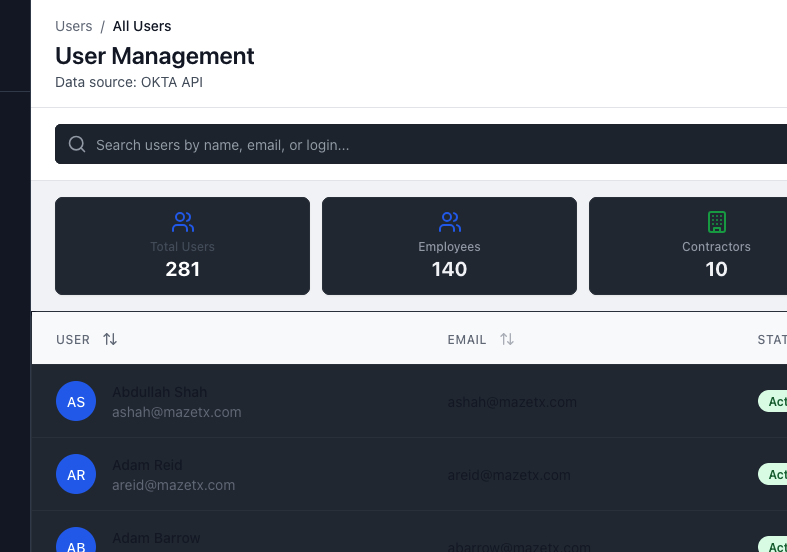 Users / All Users
User Management
Data source: OKTA API
Search users by name, email, or login...
Total Users
281
Employees
140
Contractors
10
USER EMAIL STAT
AS Abdullah Shah ashah@mazetx.com Act
ashah@mazetx.com
AR Adam Reid areid@mazetx.com Act
areid@mazetx.com
AB Adam Barrow abarrow@mazetx.com Act